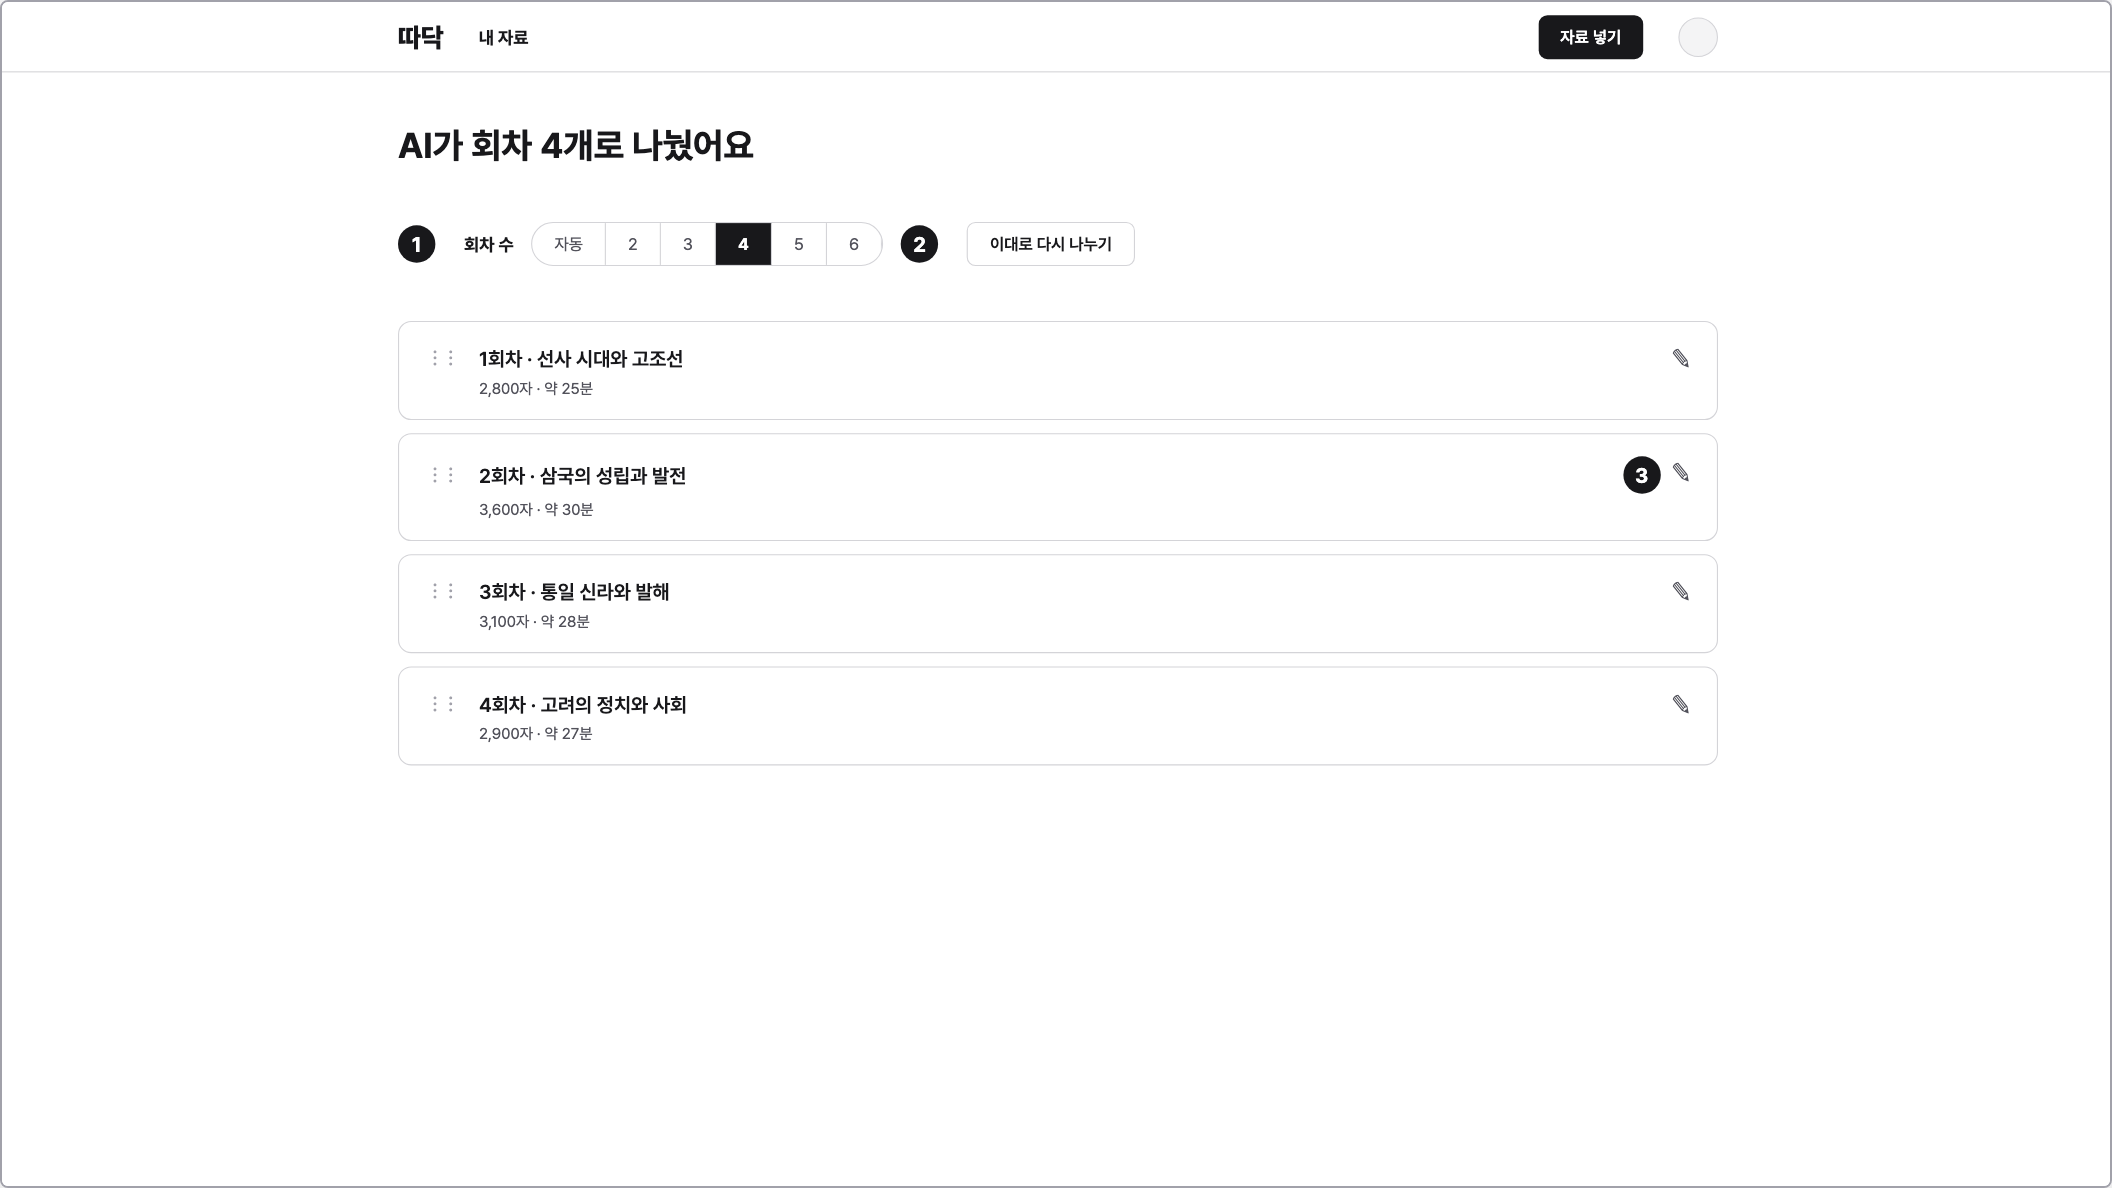 따닥
내 자료
자료 넣기
AI가 회차 4개로 나눴어요
1 회차 수 자동 2 3 4 5 6 2 이대로 다시 나누기
1회차 · 선사 시대와 고조선
2,800자 · 약 25분
2회차 · 삼국의 성립과 발전
3
3,600자 · 약 30분
3회차 · 통일 신라와 발해
3,100자 · 약 28분
4회차 · 고려의 정치와 사회
2,900자 · 약 27분